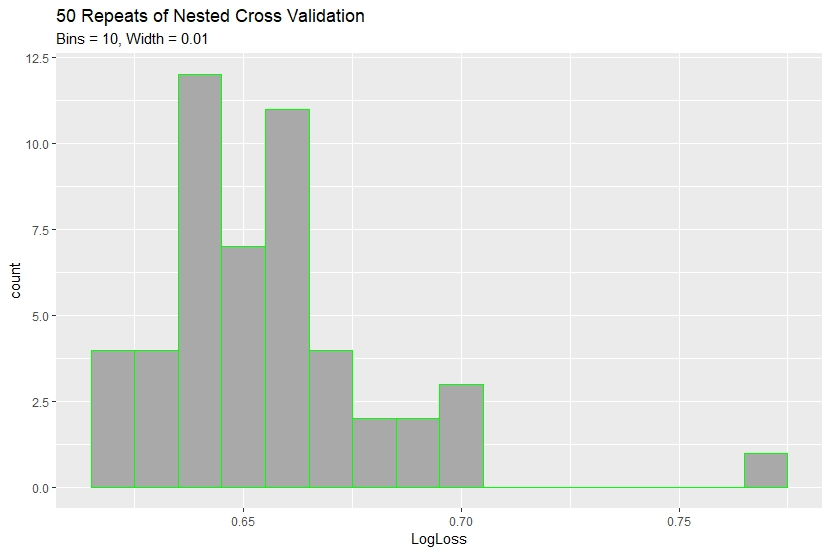 50 Repeats of Nested Cross Validation
Bins = 10, Width = 0.01
12.5
10.0
7.5
5.0
2.5
0.0
count
0.65
0.70
0.75
LogLoss